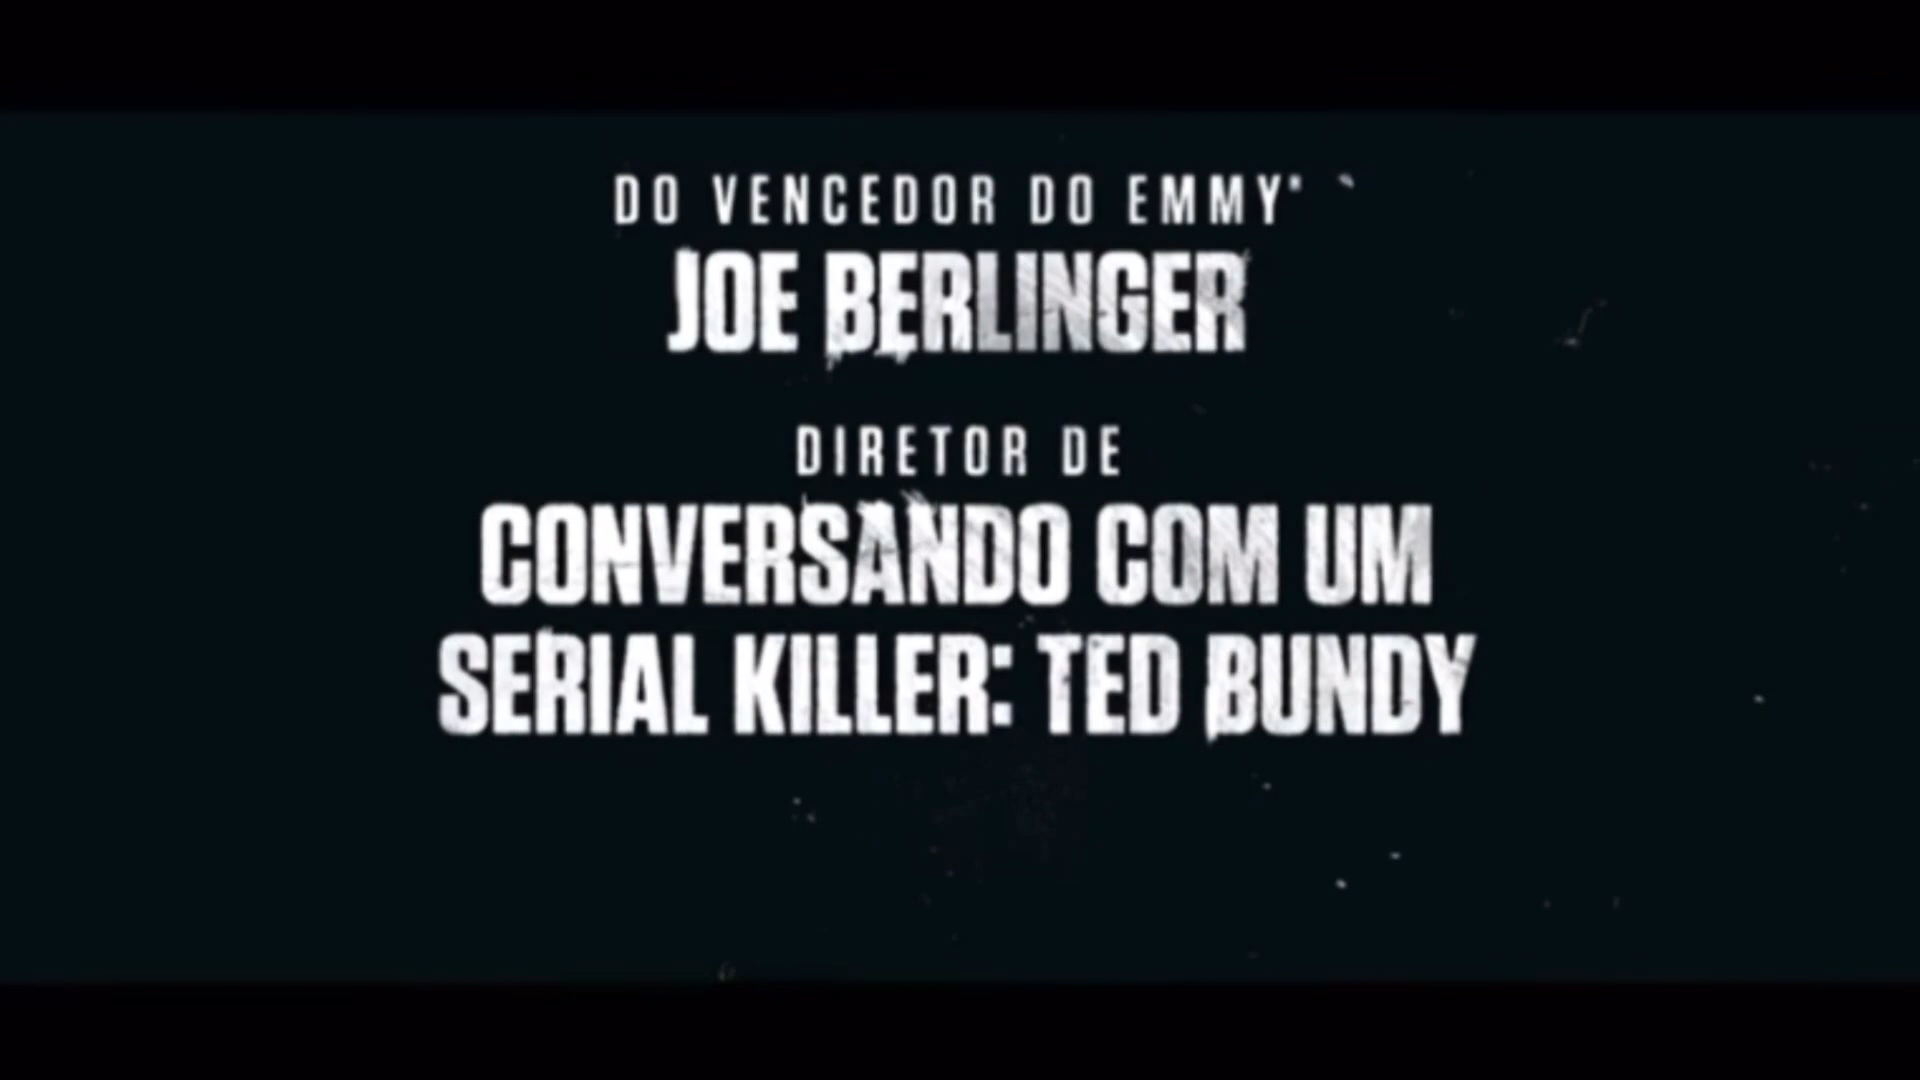 DO VENCEDOR DO EMMY®
JOE BERLINGER
DIRETOR DE
CONVERSANDO COM UM
SERIAL KILLER: TED BUNDY